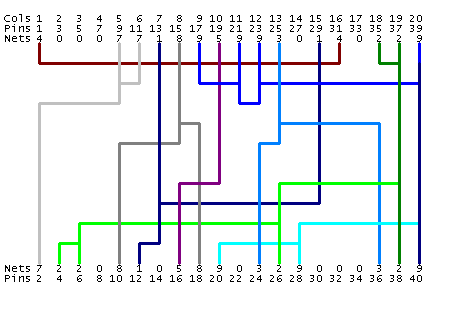 Cols 1 2 3 4 5 6 7 8 9 10 11 12 13 14 15 16 17 18 19 20
Pins 1 3 5 7 9 11 13 15 17 19 21 23 25 27 29 31 33 35 37 39
Nets 4 0 0 0 7 7 1 8 9 5 9 9 3 0 1 4 0 2 2 9
Nets 7 2 2 0 8 1 0 5 8 9 0 3 2 9 0 0 0 3 2 9
Pins 2 4 6 8 10 12 14 16 18 20 22 24 26 28 30 32 34 36 38 40